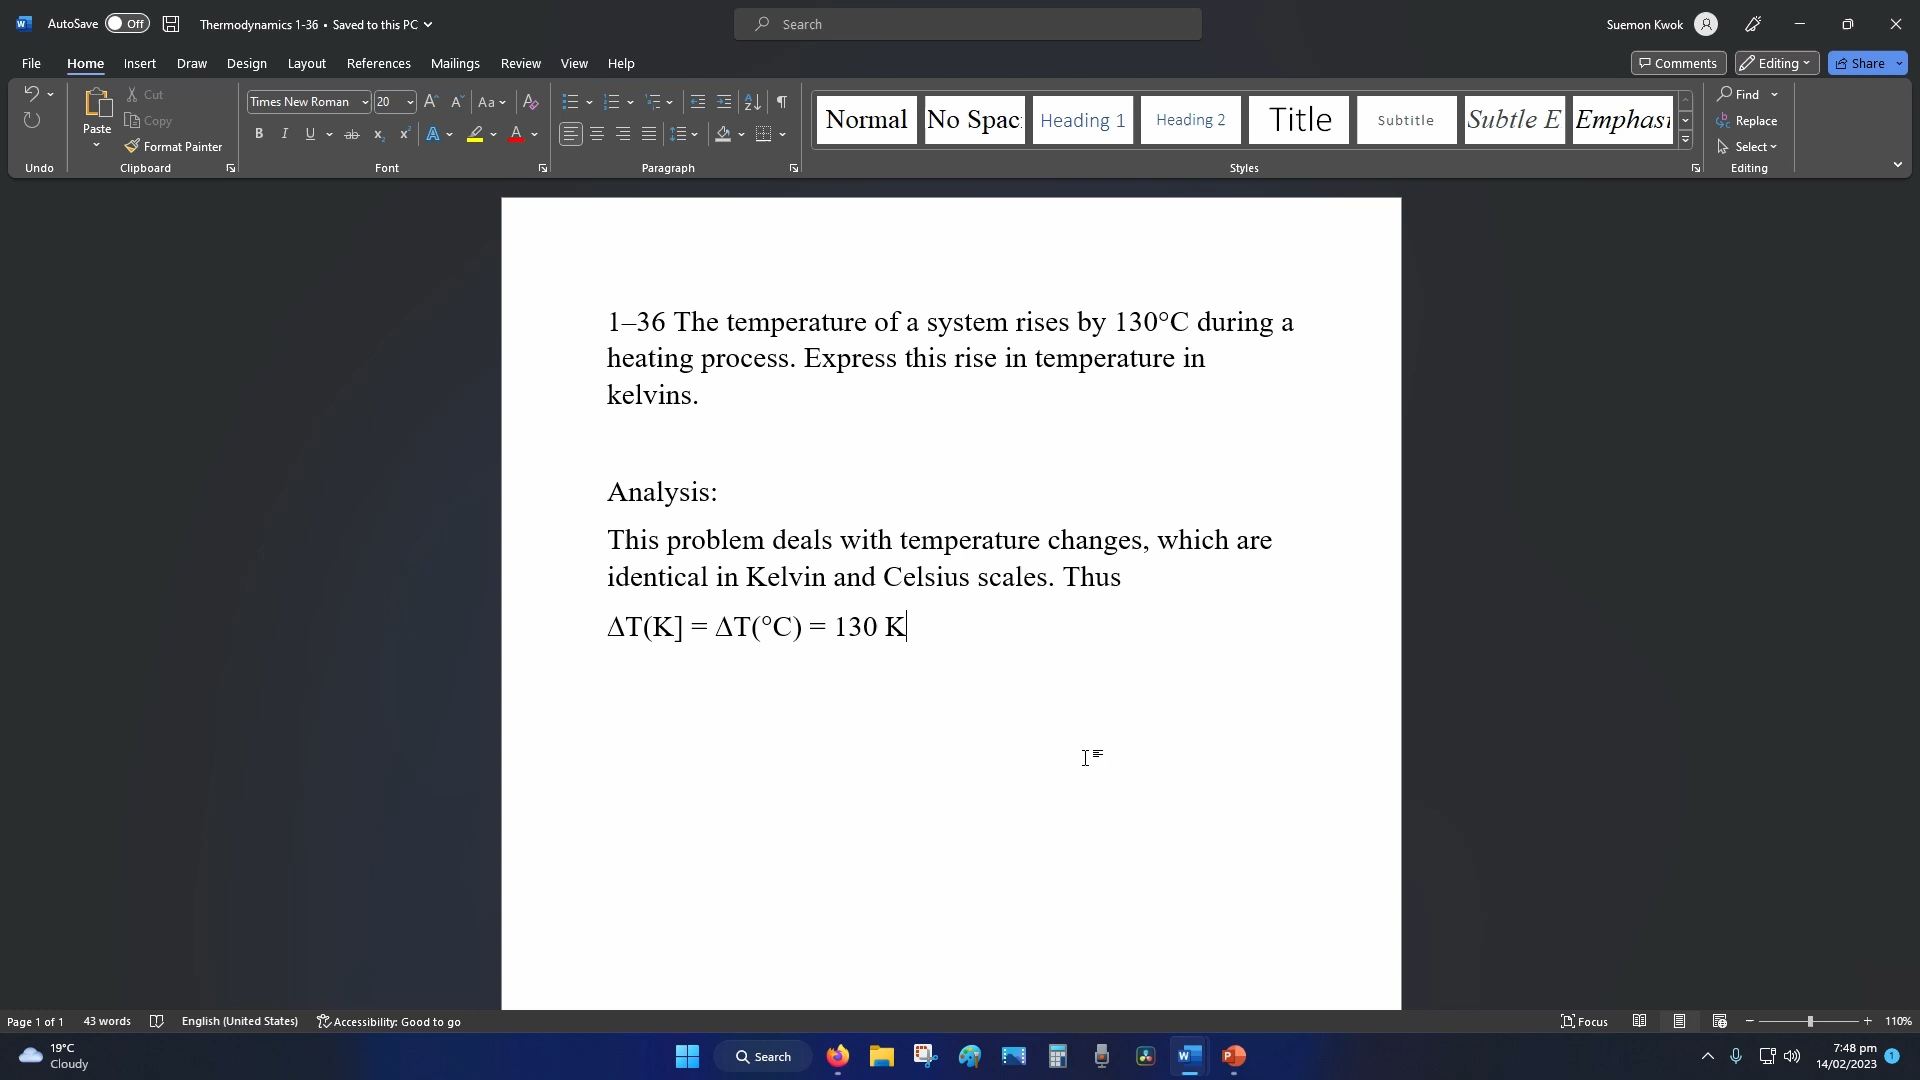 AutoSave Off Thermodynamics 1-36 • Saved to this PC Search Suemon Kwok
File Home Insert Draw Design Layout References Mailings Review View Help Comments Editing Share
Paste Cut Copy Format Painter
Times New Roman 20 Aa
B I U ab x₂ x² A A
Normal No Spac Heading 1 Heading 2 Title Subtitle Subtle E Emphasi
Find Replace Select
Undo Clipboard Font Paragraph Styles Editing
1–36 The temperature of a system rises by 130°C during a
heating process. Express this rise in temperature in
kelvins.
Analysis:
This problem deals with temperature changes, which are
identical in Kelvin and Celsius scales. Thus
ΔT(K] = ΔT(°C) = 130 K
Page 1 of 1 43 words English (United States) Accessibility: Good to go Focus 110%
19°C
Cloudy
Search
7:48 pm
14/02/2023
1